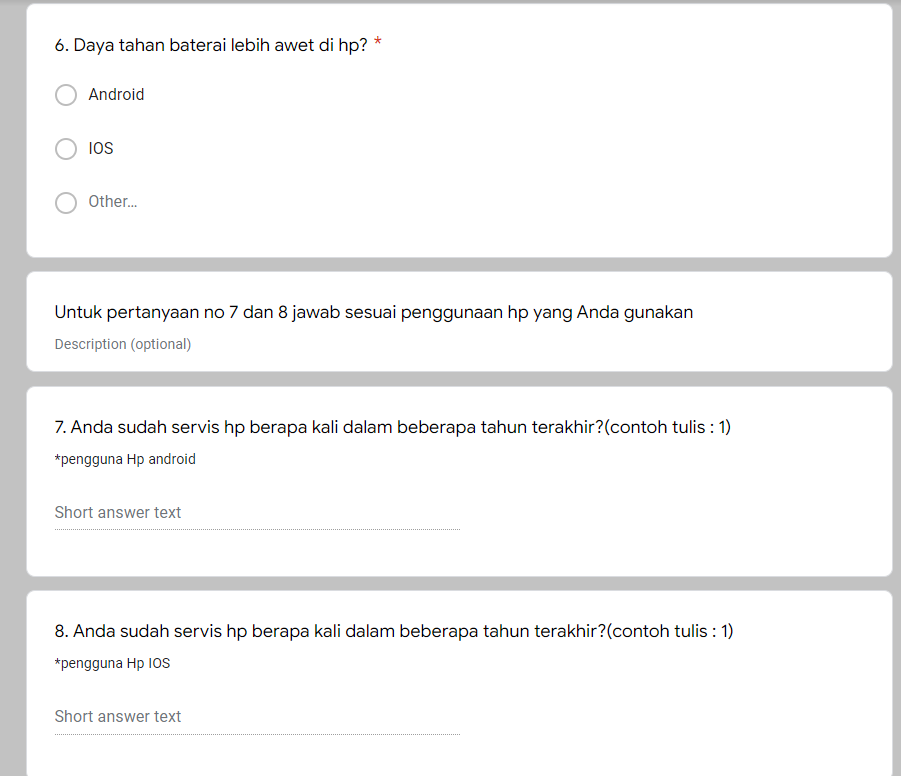 6. Daya tahan baterai lebih awet di hp? *
Android
IOS
Other...
Untuk pertanyaan no 7 dan 8 jawab sesuai penggunaan hp yang Anda gunakan
Description (optional)
7. Anda sudah servis hp berapa kali dalam beberapa tahun terakhir?(contoh tulis : 1)
*pengguna Hp android
Short answer text
8. Anda sudah servis hp berapa kali dalam beberapa tahun terakhir?(contoh tulis : 1)
*pengguna Hp IOS
Short answer text